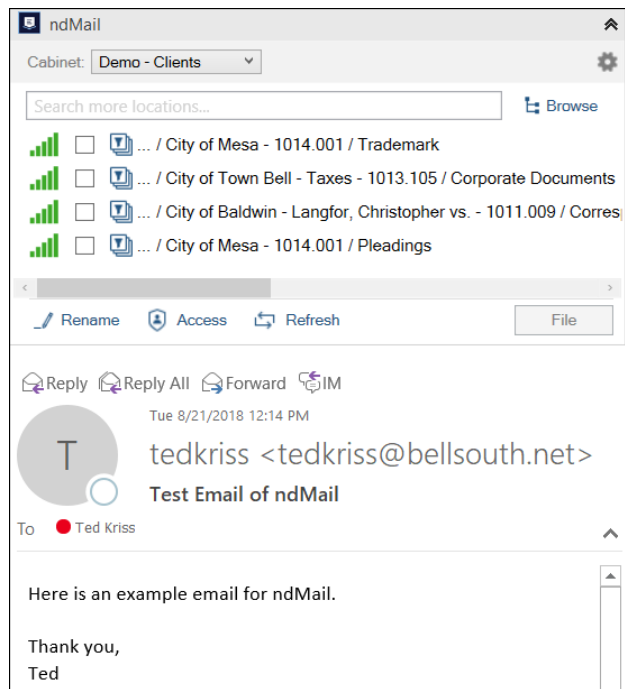 ndMail
Cabinet: Demo - Clients
Search more locations...
Browse
... / City of Mesa - 1014.001 / Trademark
... / City of Town Bell - Taxes - 1013.105 / Corporate Documents
... / City of Baldwin - Langfor, Christopher vs. - 1011.009 / Corres
... / City of Mesa - 1014.001 / Pleadings
Rename Access Refresh File
Reply Reply All Forward IM
Tue 8/21/2018 12:14 PM
T
tedkriss <tedkriss@bellsouth.net>
Test Email of ndMail
To Ted Kriss
Here is an example email for ndMail.
Thank you,
Ted